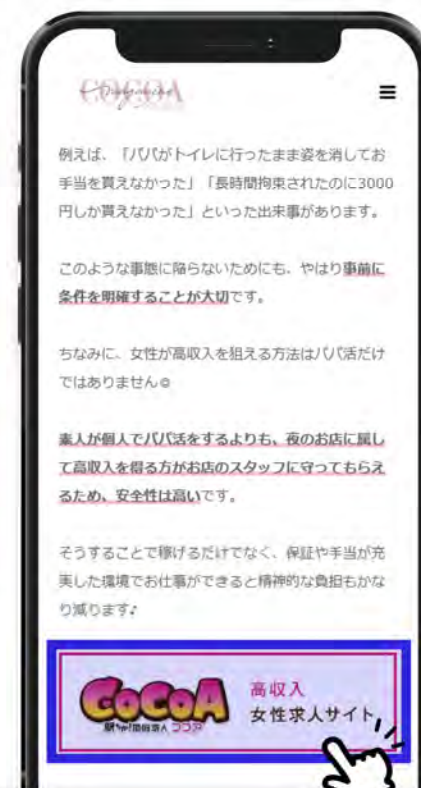 COCOA
例えば、「パパがトイレに行ったまま姿を消してお
手当を貰えなかった」「長時間拘束されたのに3000
円しか貰えなかった」といった出来事があります。
このような事態に陥らないためにも、やはり事前に
条件を明確することが大切です。
ちなみに、女性が高収入を狙える方法はパパ活だけ
ではありません◎
素人が個人でパパ活をするよりも、夜のお店に属し
て高収入を得る方がお店のスタッフに守ってもらえ
るため、安全性は高いです。
そうすることで稼げるだけでなく、保証や手当が充
実した環境でお仕事ができると精神的な負担もかな
り減ります♪
CoCoA
高収入
女性求人サイト